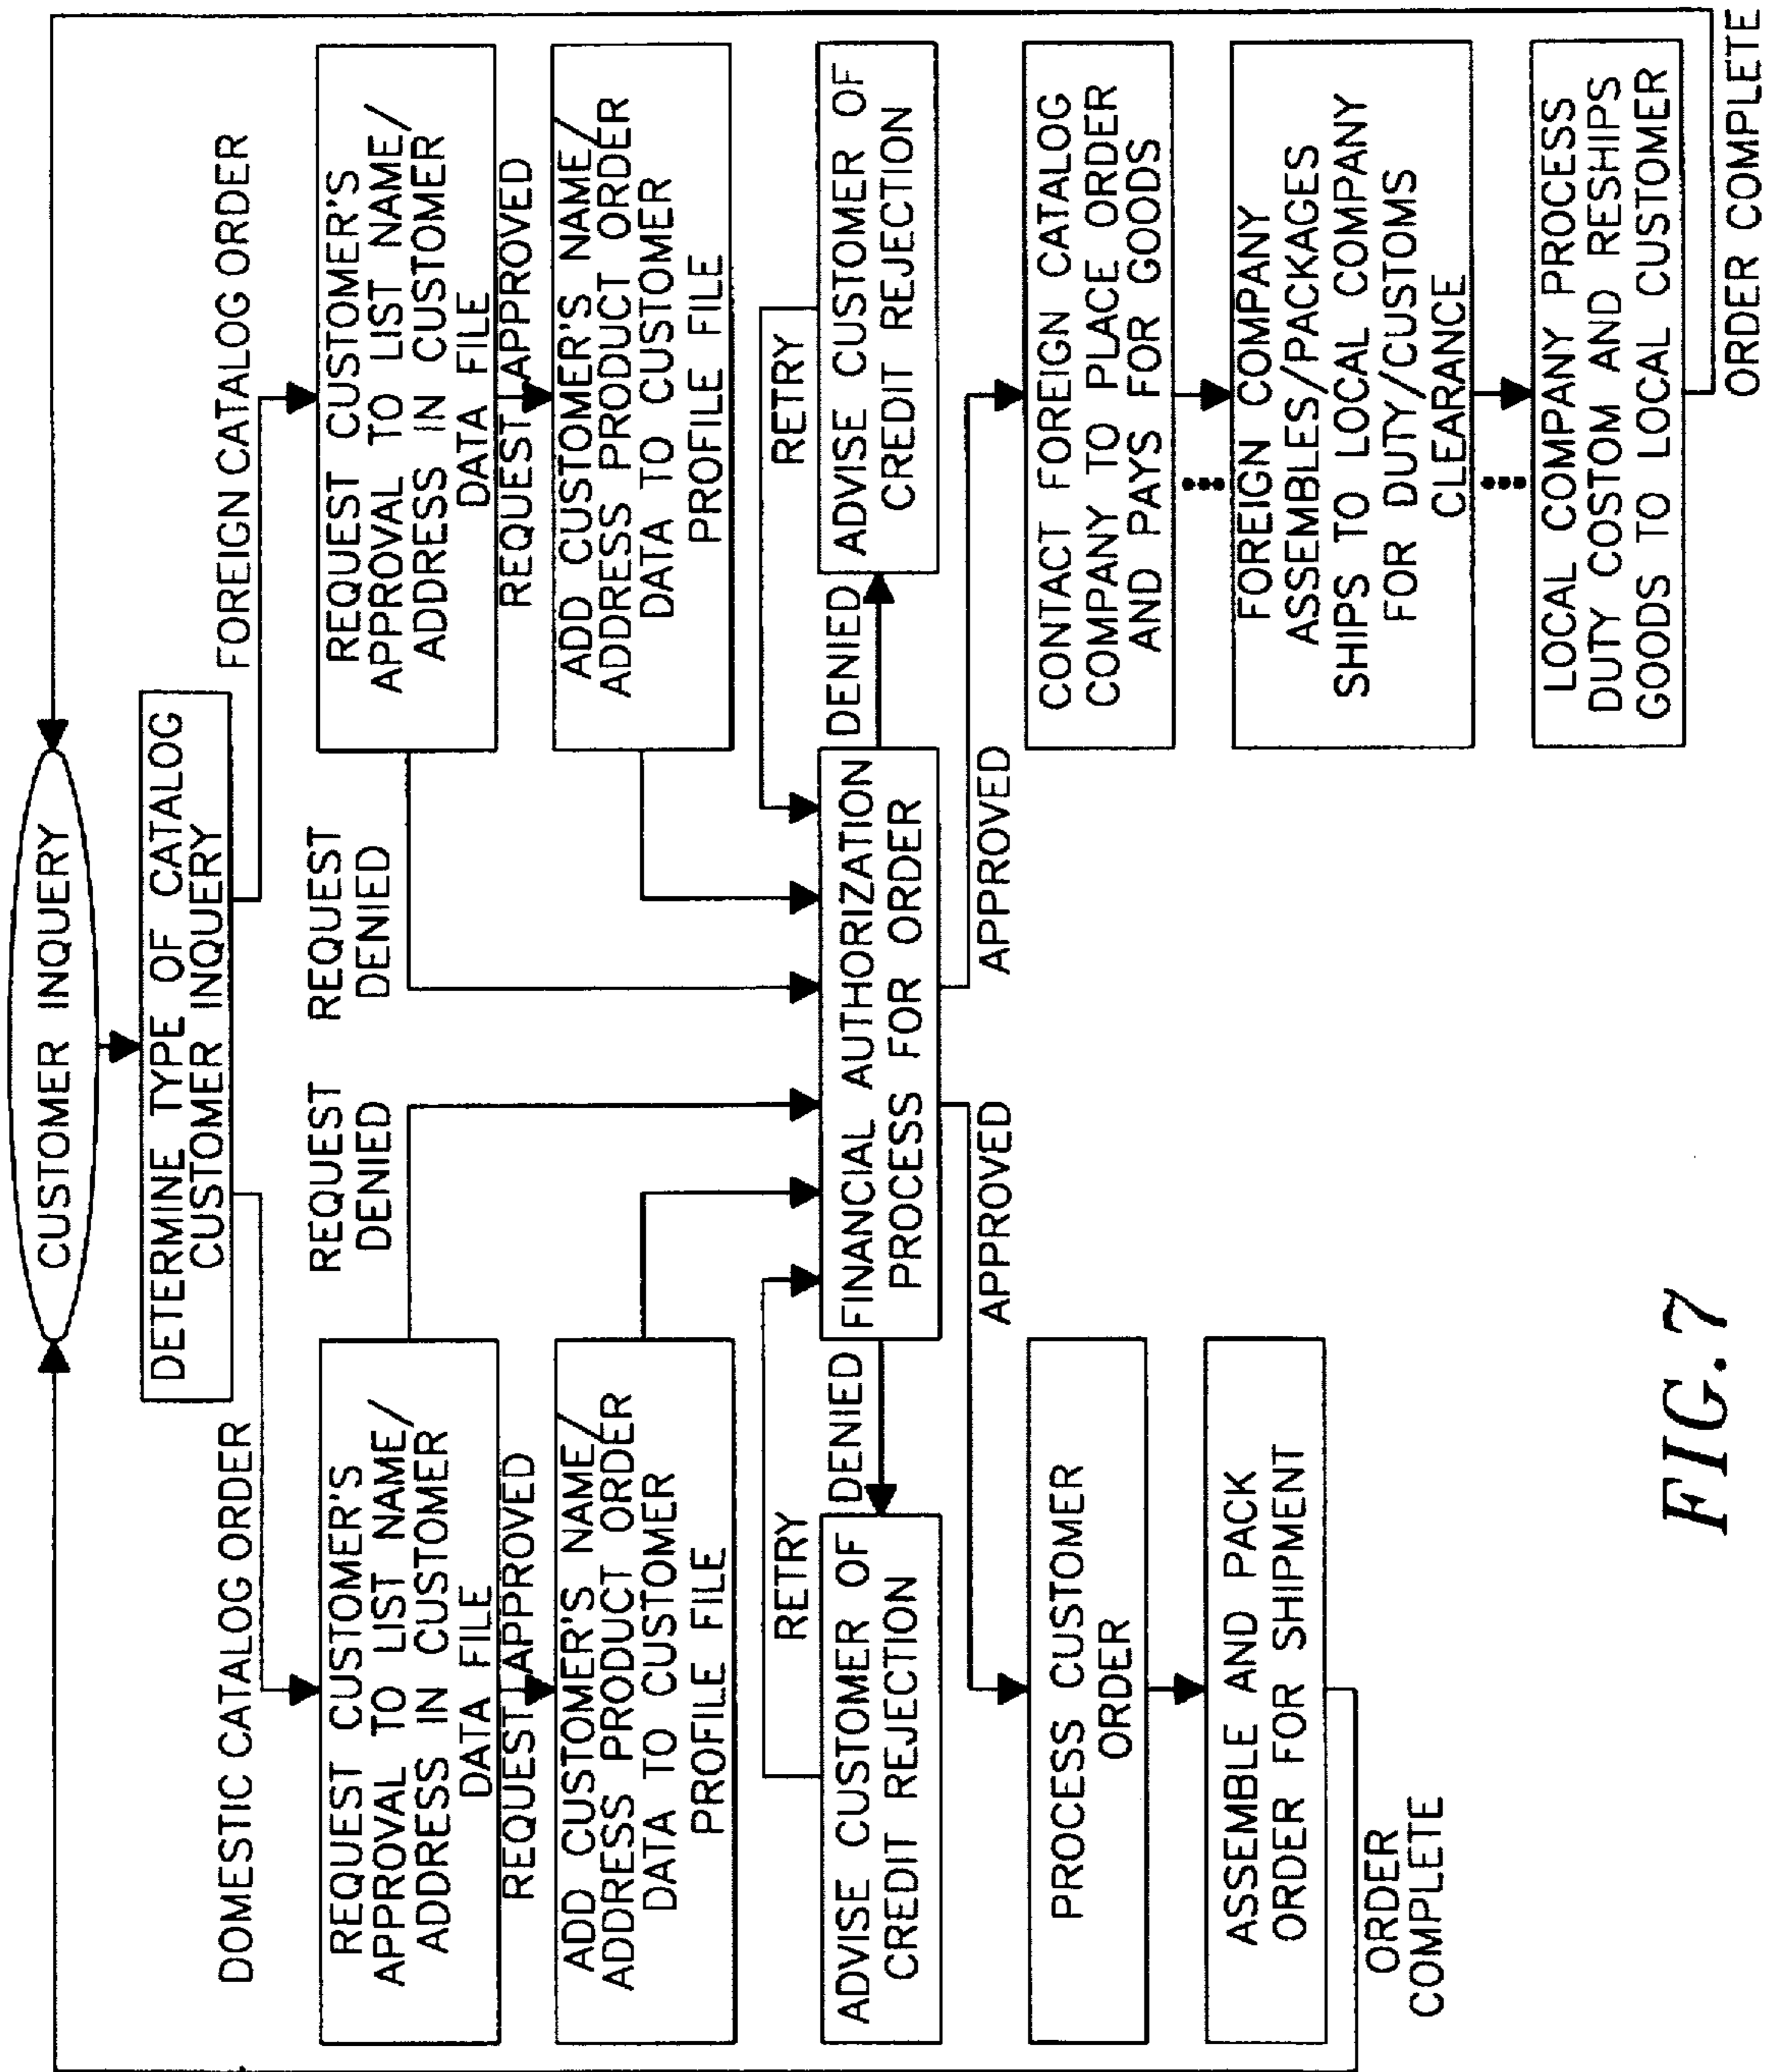 CUSTOMER INQUERY
DETERMINE TYPE OF CATALOG
CUSTOMER INQUERY
DOMESTIC CATALOG ORDER
FOREIGN CATALOG ORDER
REQUEST CUSTOMER'S
APPROVAL TO LIST NAME/
ADDRESS IN CUSTOMER
DATA FILE
REQUEST
DENIED
REQUEST
DENIED
REQUEST CUSTOMER'S
APPROVAL TO LIST NAME/
ADDRESS IN CUSTOMER
DATA FILE
REQUEST APPROVED
REQUEST APPROVED
ADD CUSTOMER'S NAME/
ADDRESS PRODUCT ORDER
DATA TO CUSTOMER
PROFILE FILE
ADD CUSTOMER'S NAME/
ADDRESS PRODUCT ORDER
DATA TO CUSTOMER
PROFILE FILE
RETRY
RETRY
ADVISE CUSTOMER OF
CREDIT REJECTION
DENIED
FINANCIAL AUTHORIZATION
PROCESS FOR ORDER
DENIED
ADVISE CUSTOMER OF
CREDIT REJECTION
APPROVED
APPROVED
PROCESS CUSTOMER
ORDER
ASSEMBLE AND PACK
ORDER FOR SHIPMENT
ORDER
COMPLETE
CONTACT FOREIGN CATALOG
COMPANY TO PLACE ORDER
AND PAYS FOR GOODS
FOREIGN COMPANY
ASSEMBLES/PACKAGES
SHIPS TO LOCAL COMPANY
FOR DUTY/CUSTOMS
CLEARANCE
LOCAL COMPANY PROCESS
DUTY COSTOM AND RESHIPS
GOODS TO LOCAL CUSTOMER
ORDER COMPLETE
FIG.7